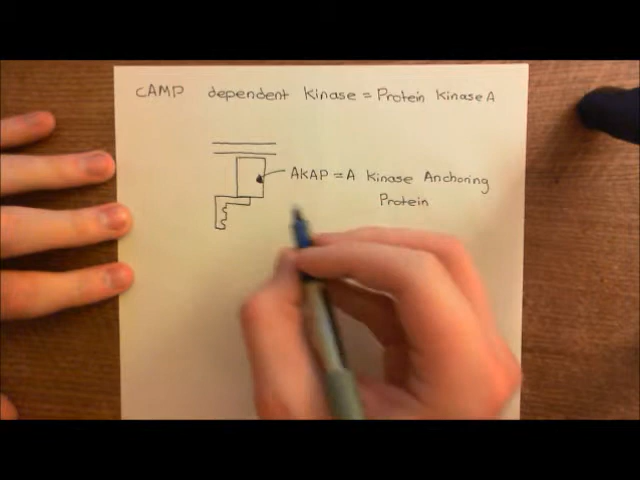 cAMP dependent Kinase = Protein Kinase A
AKAP = A Kinase Anchoring
Protein